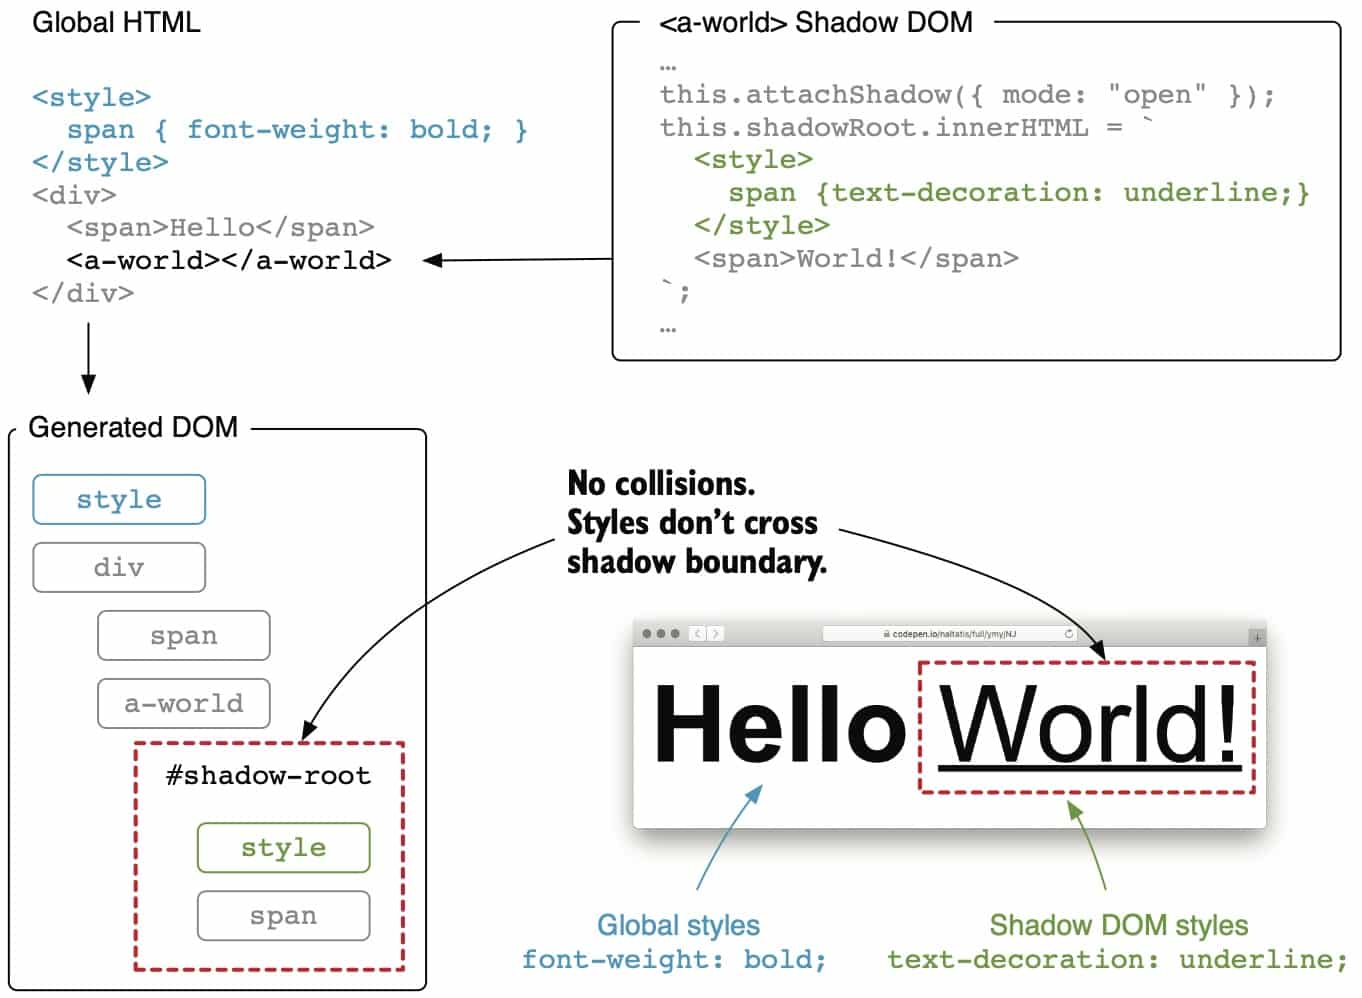 Global HTML
<style>
span { font-weight: bold; }
</style>
<div>
<span>Hello</span>
<a-world></a-world>
</div>
<a-world> Shadow DOM
…
this.attachShadow({ mode: "open" });
this.shadowRoot.innerHTML = `
<style>
span {text-decoration: underline;}
</style>
<span>World!</span>
`;
…
Generated DOM
style
div
span
a-world
#shadow-root
style
span
No collisions.
Styles don’t cross
shadow boundary.
codepen.io/naltatis/full/ymyjNJ
Hello World!
Global styles
font-weight: bold;
Shadow DOM styles
text-decoration: underline;